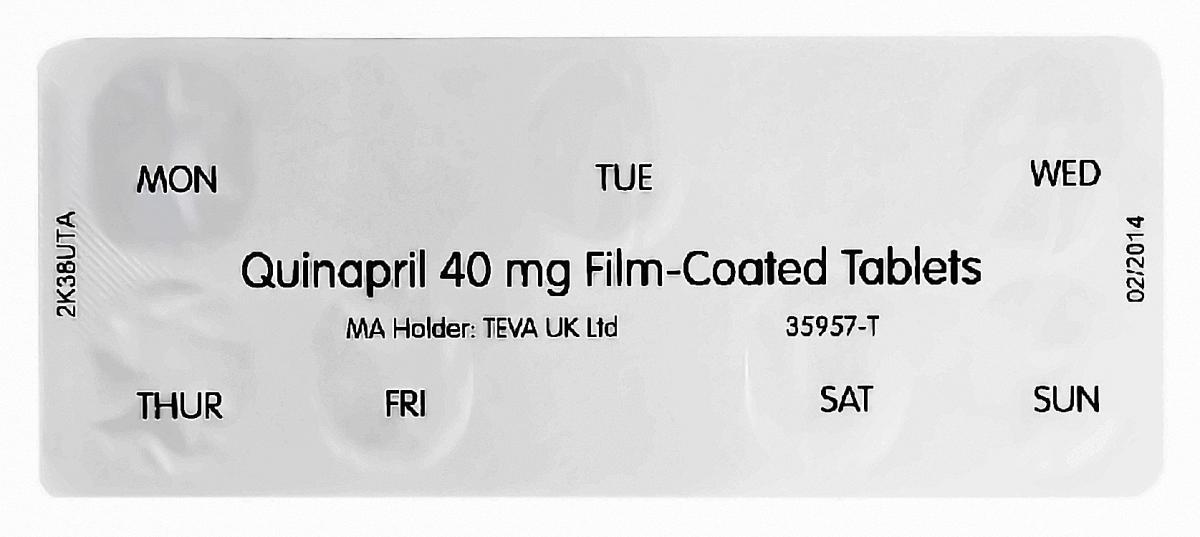 MON TUE WED
2K38UTA
Quinapril 40 mg Film-Coated Tablets
02/2014
MA Holder: TEVA UK Ltd 35957-T
THUR FRI SAT SUN